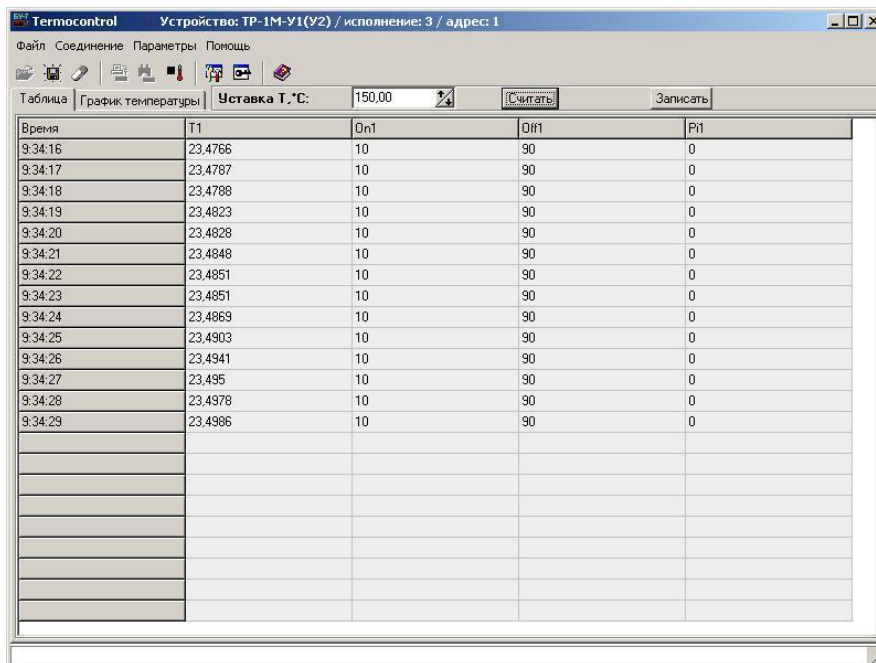 Termocontrol Устройство: ТР-1М-У1(У2) / исполнение: 3 / адрес: 1
Файл Соединение Параметры Помощь
Таблица График температуры Уставка Т,°С: 150,00 Считать Записать
Время T1 On1 Off1 Pi1
9:34:16 23,4766 10 90 0
9:34:17 23,4787 10 90 0
9:34:18 23,4788 10 90 0
9:34:19 23,4823 10 90 0
9:34:20 23,4828 10 90 0
9:34:21 23,4848 10 90 0
9:34:22 23,4851 10 90 0
9:34:23 23,4851 10 90 0
9:34:24 23,4869 10 90 0
9:34:25 23,4903 10 90 0
9:34:26 23,4941 10 90 0
9:34:27 23,495 10 90 0
9:34:28 23,4978 10 90 0
9:34:29 23,4986 10 90 0